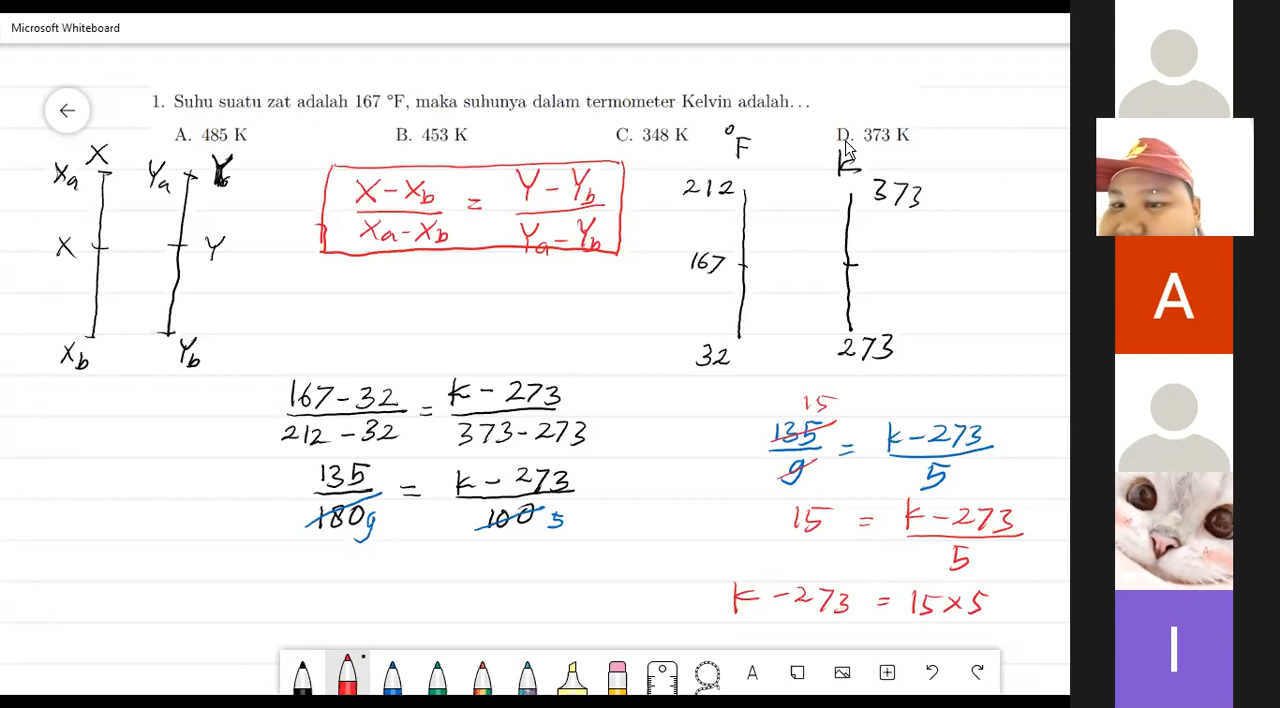 Microsoft Whiteboard
1. Suhu suatu zat adalah 167 °F, maka suhunya dalam termometer Kelvin adalah...
A. 485 K B. 453 K C. 348 K D. 373 K
X
Xa
X
Xb
Ya
Y
Yb
X - Xb / Xa - Xb = Y - Yb / Ya - Yb
°F K
212 373
167
32 273
167 - 32 / 212 - 32 = K - 273 / 373 - 273
135 / 180 9 = K - 273 / 100 5
15
135 / 9 = K - 273 / 5
15 = K - 273 / 5
K - 273 = 15 x 5
A
I
A